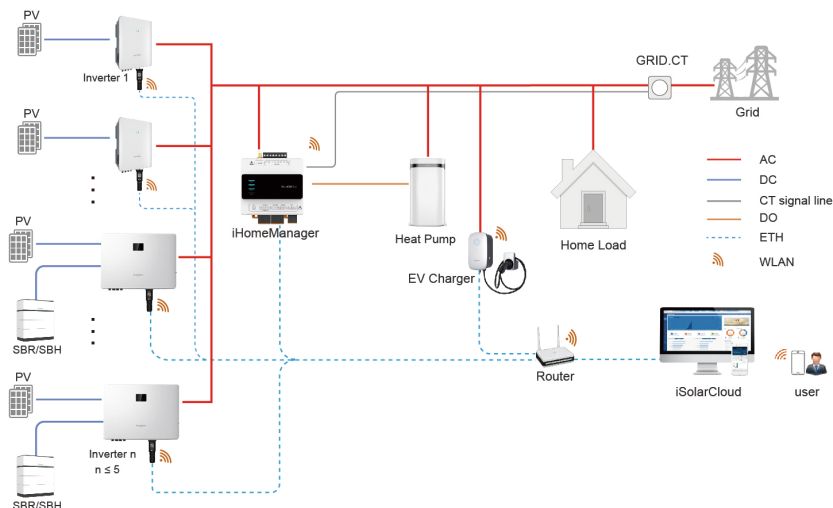 PV
Inverter 1
PV
PV
SBR/SBH
PV
Inverter n
n ≤ 5
SBR/SBH
iHomeManager
Heat Pump
EV Charger
Home Load
GRID.CT
Grid
AC
DC
CT signal line
DO
ETH
WLAN
Router
iSolarCloud
user